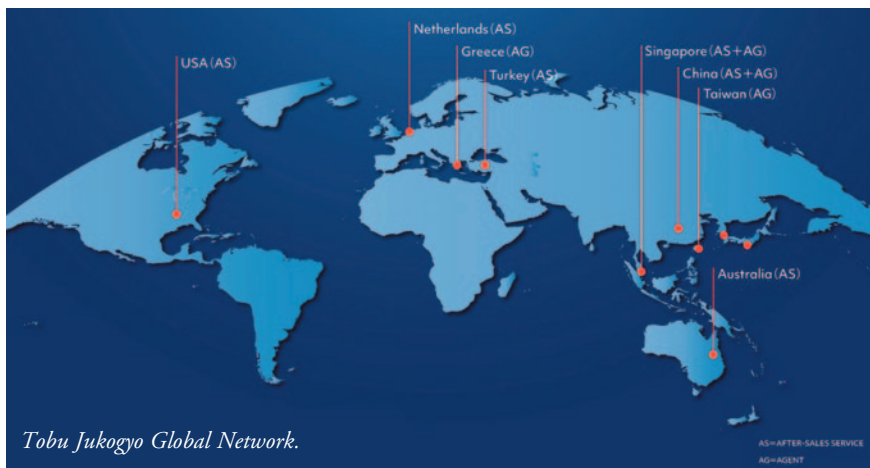 Netherlands (AS)
USA (AS)
Greece (AG)
Singapore (AS+AG)
Turkey (AS)
China (AS+AG)
Taiwan (AG)
Australia (AS)
Tobu Jukogyo Global Network.
AS=AFTER-SALES SERVICE
AG=AGENT